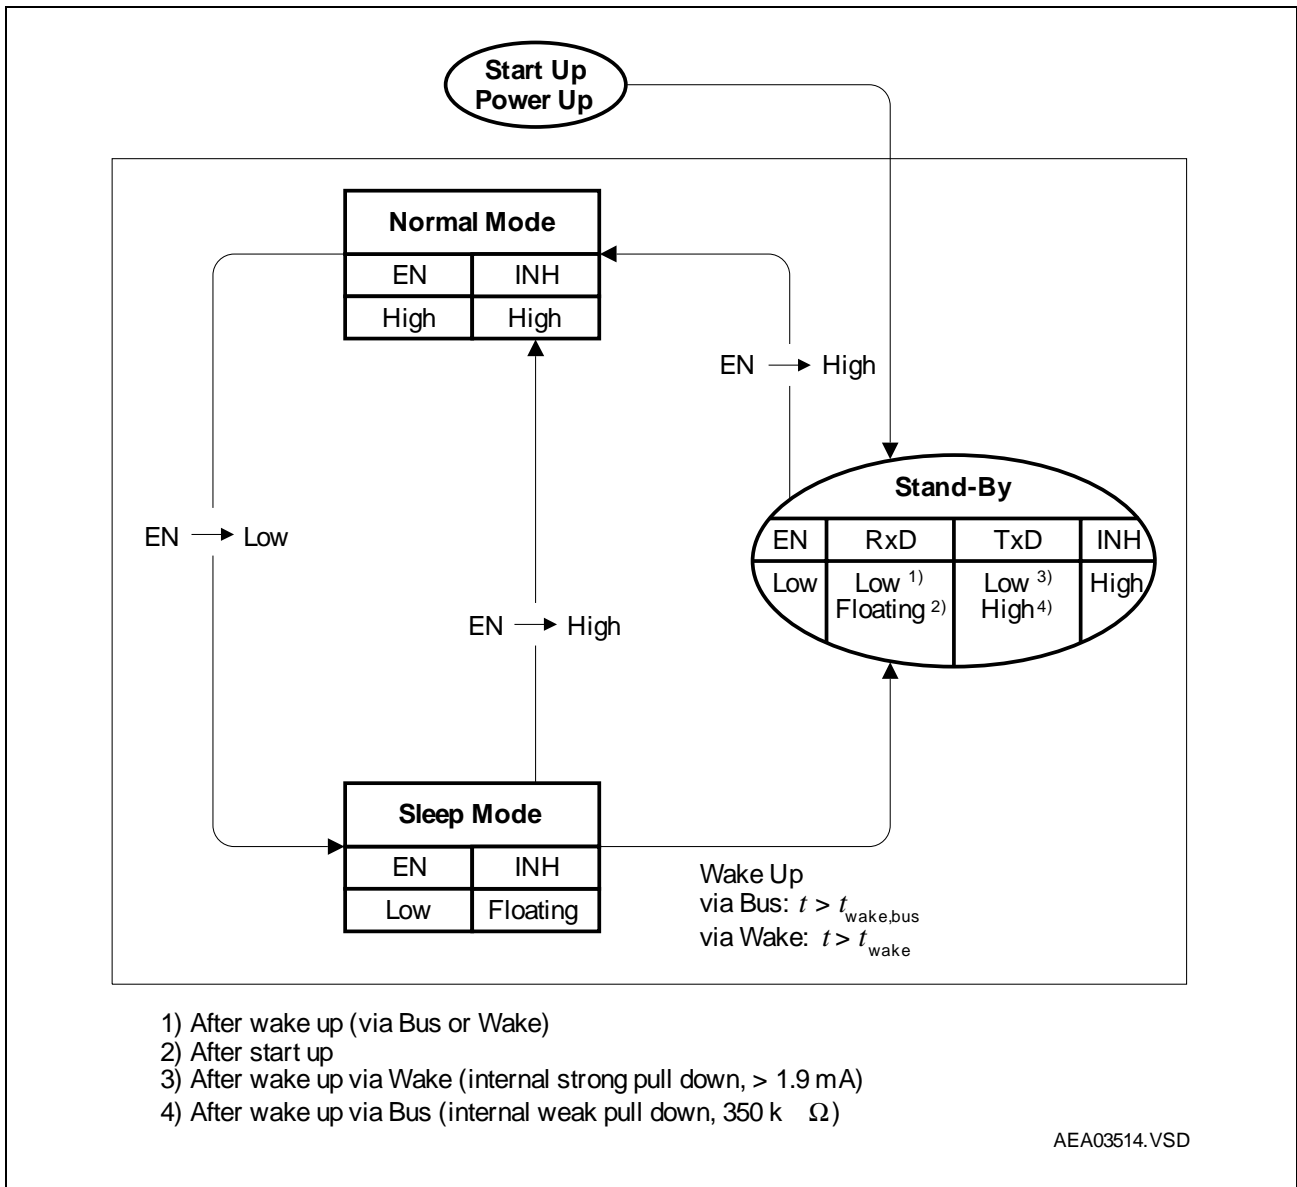 Start Up
Power Up
Normal Mode
EN INH
High High
EN → High
Stand-By
EN RxD TxD INH
Low Low 1) Low 3) High
Floating 2) High 4)
EN → Low
EN → High
Sleep Mode
EN INH
Low Floating
Wake Up
via Bus: t > t wake,bus
via Wake: t > t wake
1) After wake up (via Bus or Wake)
2) After start up
3) After wake up via Wake (internal strong pull down, > 1.9 mA)
4) After wake up via Bus (internal weak pull down, 350 k Ω)
AEA03514.VSD